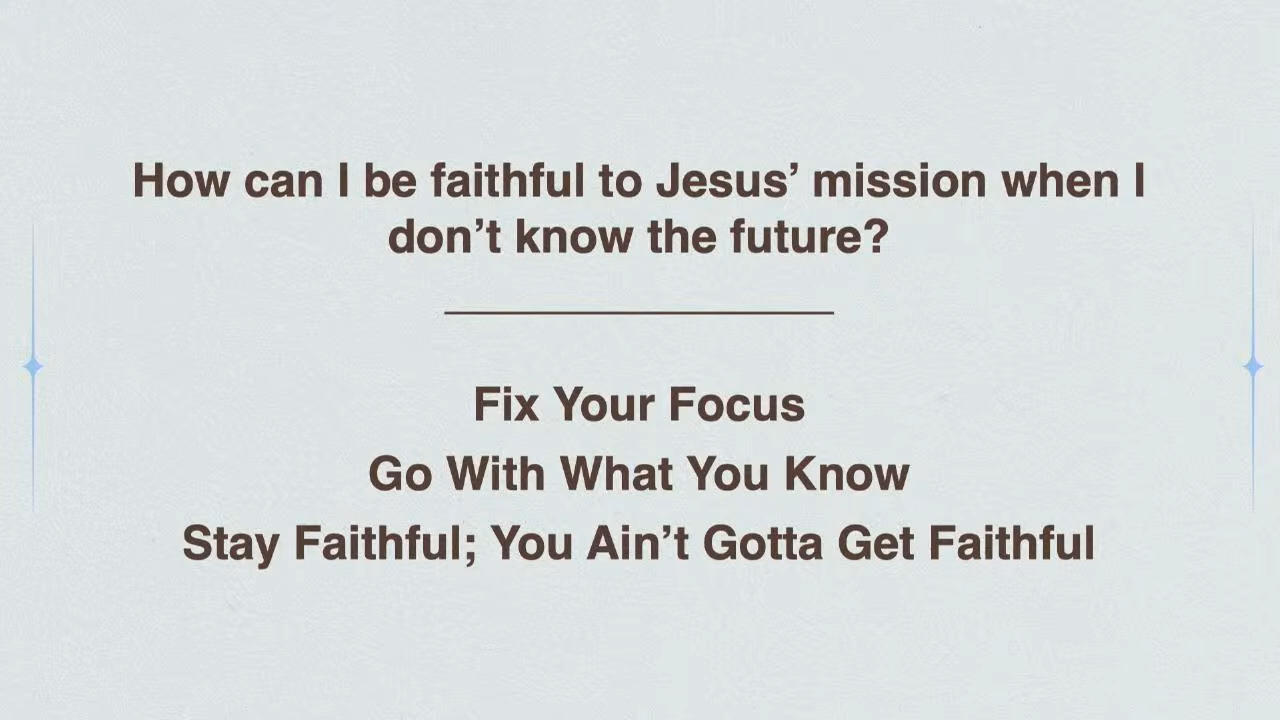 How can I be faithful to Jesus’ mission when I
don’t know the future?
Fix Your Focus
Go With What You Know
Stay Faithful; You Ain’t Gotta Get Faithful